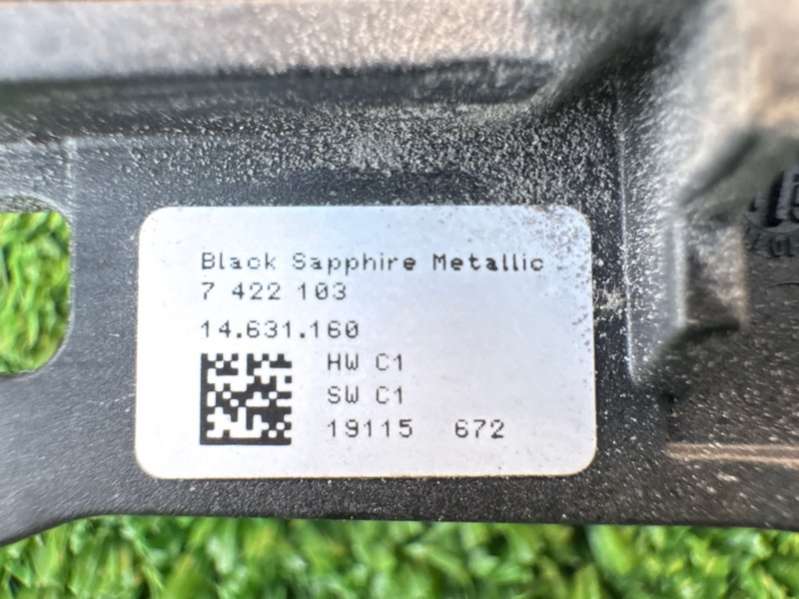 Black Sapphire Metallic
7 422 103
14.631.160
HW C1
SW C1
19115 672